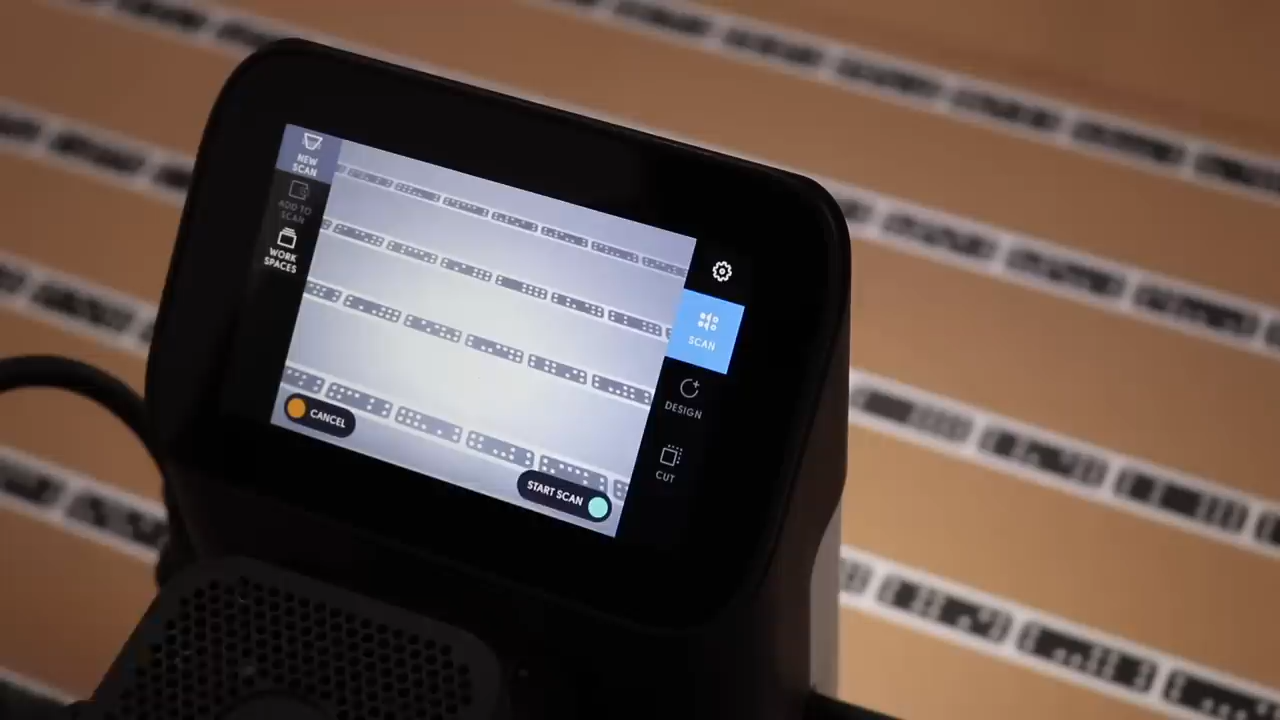 NEW
SCAN
ADD TO
SCAN
WORK
SPACES
CANCEL
START SCAN
SCAN
DESIGN
CUT